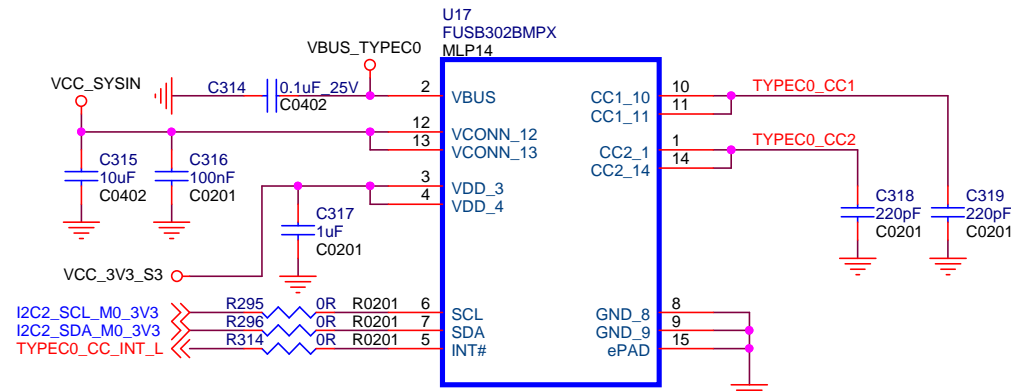 U17
FUSB302BMPX
MLP14
VBUS_TYPEC0
VCC_SYSIN
C314
0.1uF_25V
C0402
2
VBUS
12
VCONN_12
13
VCONN_13
C315
10uF
C0402
C316
100nF
C0201
3
VDD_3
4
VDD_4
C317
1uF
C0201
VCC_3V3_S3
I2C2_SCL_M0_3V3
R295
0R
R0201
6
SCL
I2C2_SDA_M0_3V3
R296
0R
R0201
7
SDA
TYPEC0_CC_INT_L
R314
0R
R0201
5
INT#
CC1_10
10
TYPEC0_CC1
CC1_11
11
CC2_1
1
TYPEC0_CC2
CC2_14
14
C318
220pF
C0201
C319
220pF
C0201
GND_8
8
GND_9
9
ePAD
15